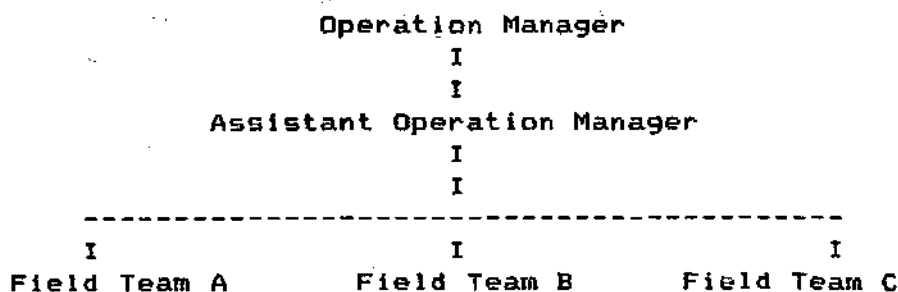 Operation Manager
I
I
Assistant Operation Manager
I
I
-----------------------------------------------
I I I
Field Team A Field Team B Field Team C